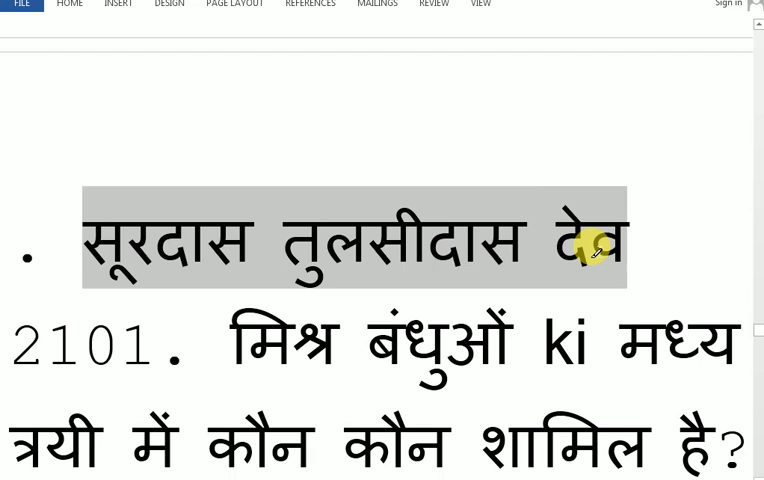 FILE HOME INSERT DESIGN PAGE LAYOUT REFERENCES MAILINGS REVIEW VIEW Sign in
. सूरदास तुलसीदास देव
2101. मिश्र बंधुओं ki मध्य
त्रयी में कौन कौन शामिल है?